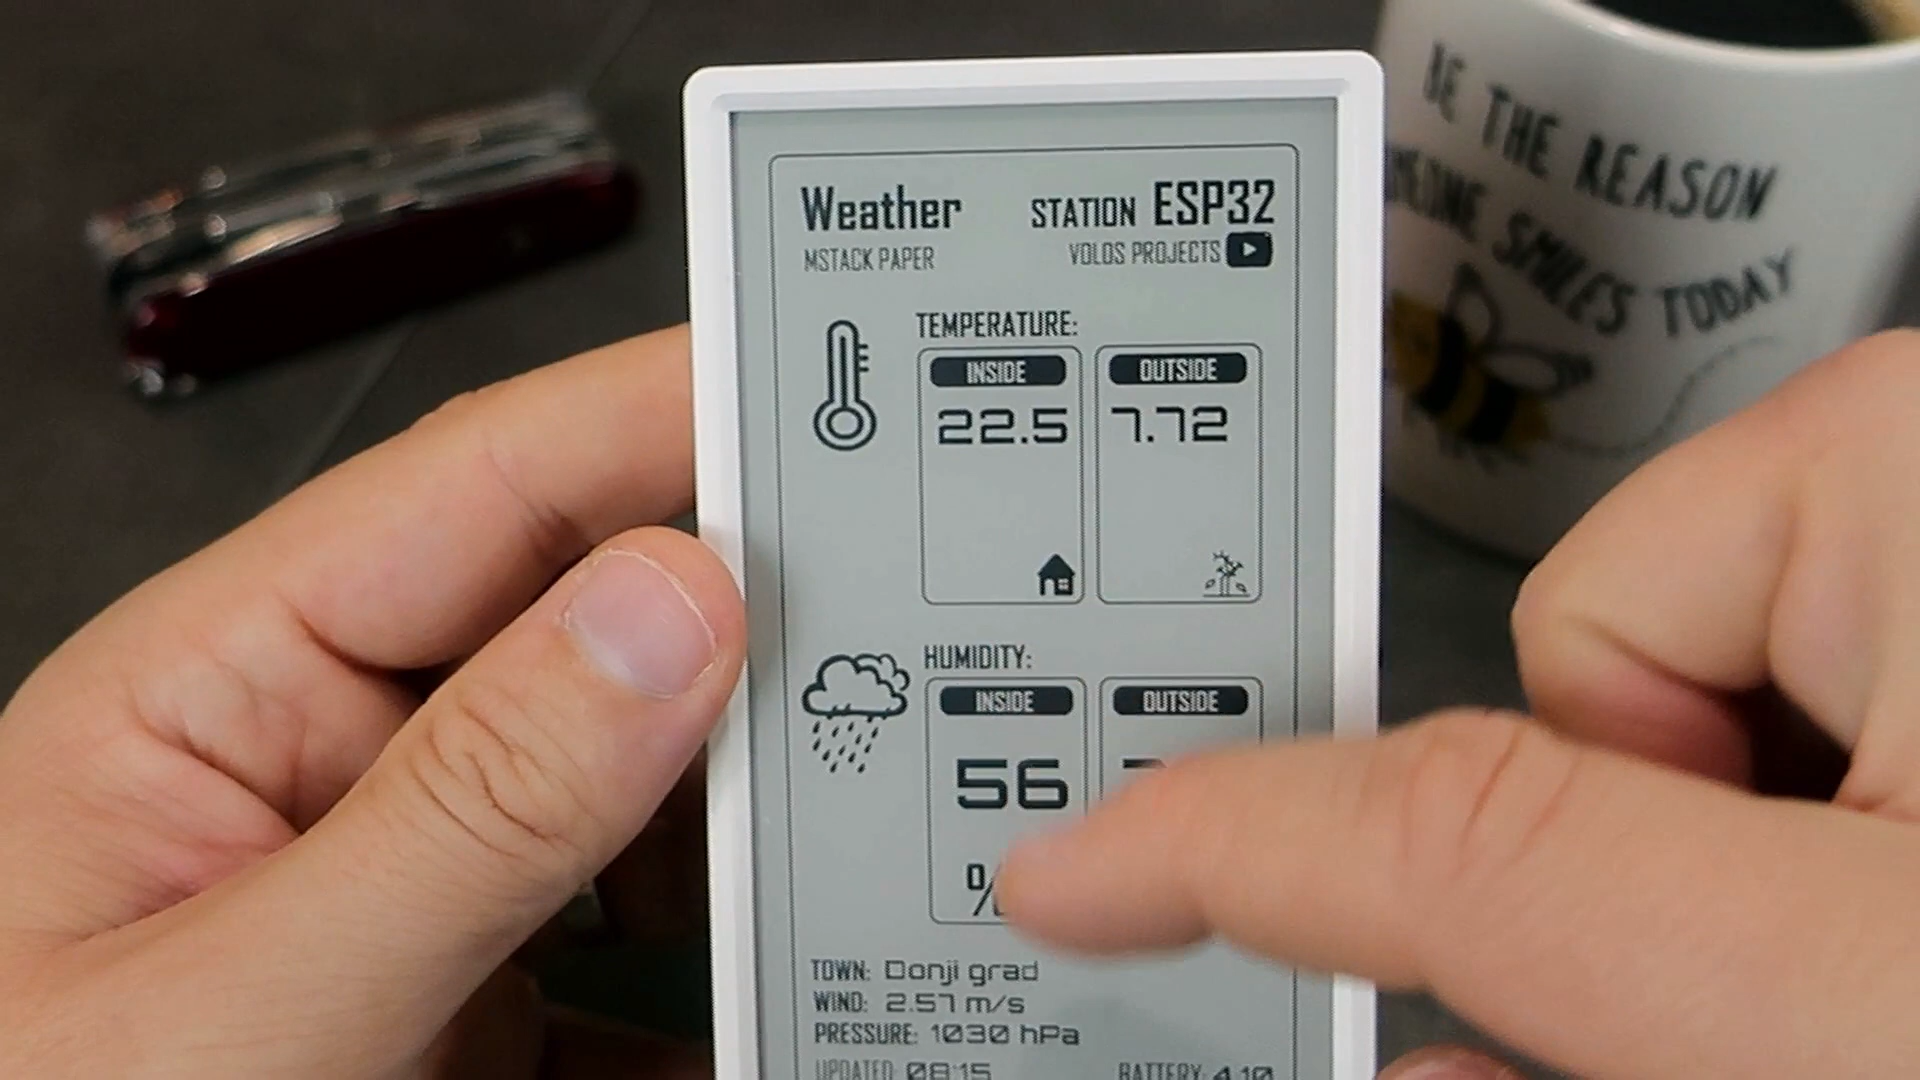 Weather STATION ESP32
MSTACK PAPER VOLOS PROJECTS
TEMPERATURE:
INSIDE OUTSIDE
22.5 7.72
HUMIDITY:
INSIDE OUTSIDE
56
%
TOWN: Donji grad
WIND: 2.57 m/s
PRESSURE: 1030 hPa
UPDATED: 08:15 BATTERY: 4.10
BE THE REASON
SMILES TODAY